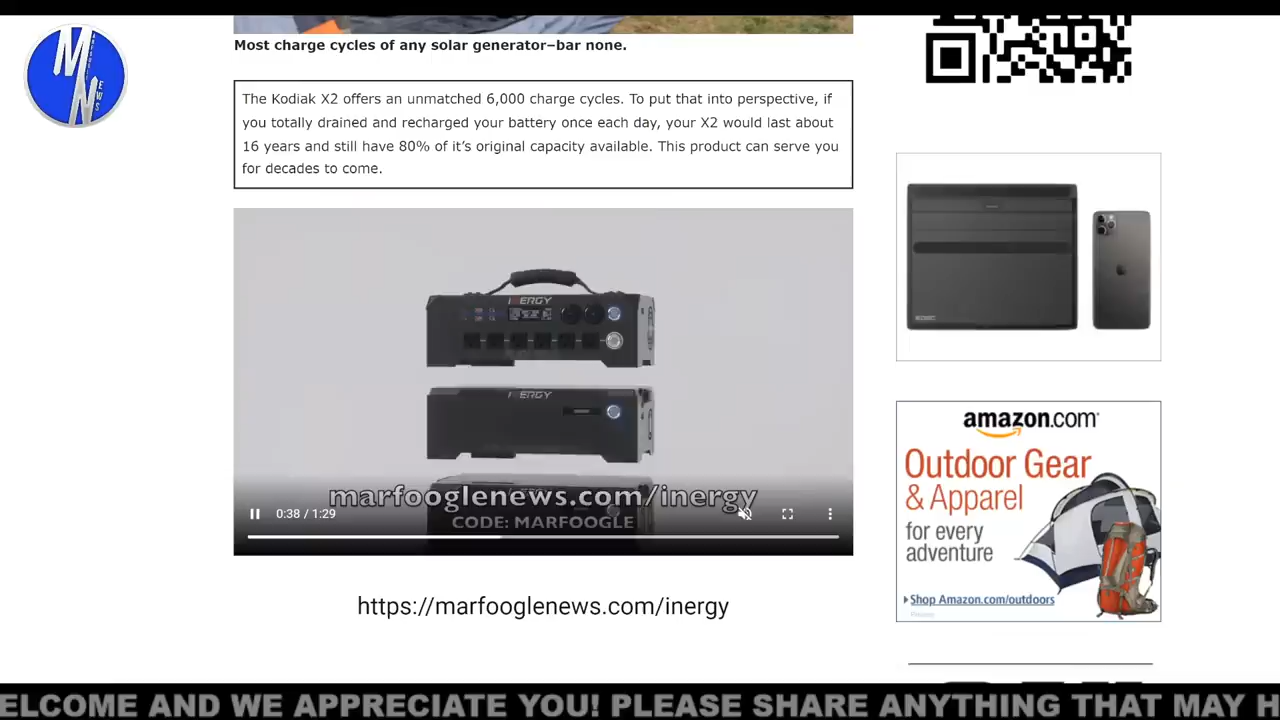 Most charge cycles of any solar generator–bar none.
The Kodiak X2 offers an unmatched 6,000 charge cycles. To put that into perspective, if
you totally drained and recharged your battery once each day, your X2 would last about
16 years and still have 80% of it's original capacity available. This product can serve you
for decades to come.
INERGY
INERGY
marfooglenews.com/inergy
CODE: MARFOOGLE
0:38 / 1:29
https://marfooglenews.com/inergy
amazon.com
Outdoor Gear
& Apparel
for every
adventure
Shop Amazon.com/outdoors
MN
NEWS
ELCOME AND WE APPRECIATE YOU! PLEASE SHARE ANYTHING THAT MAY H